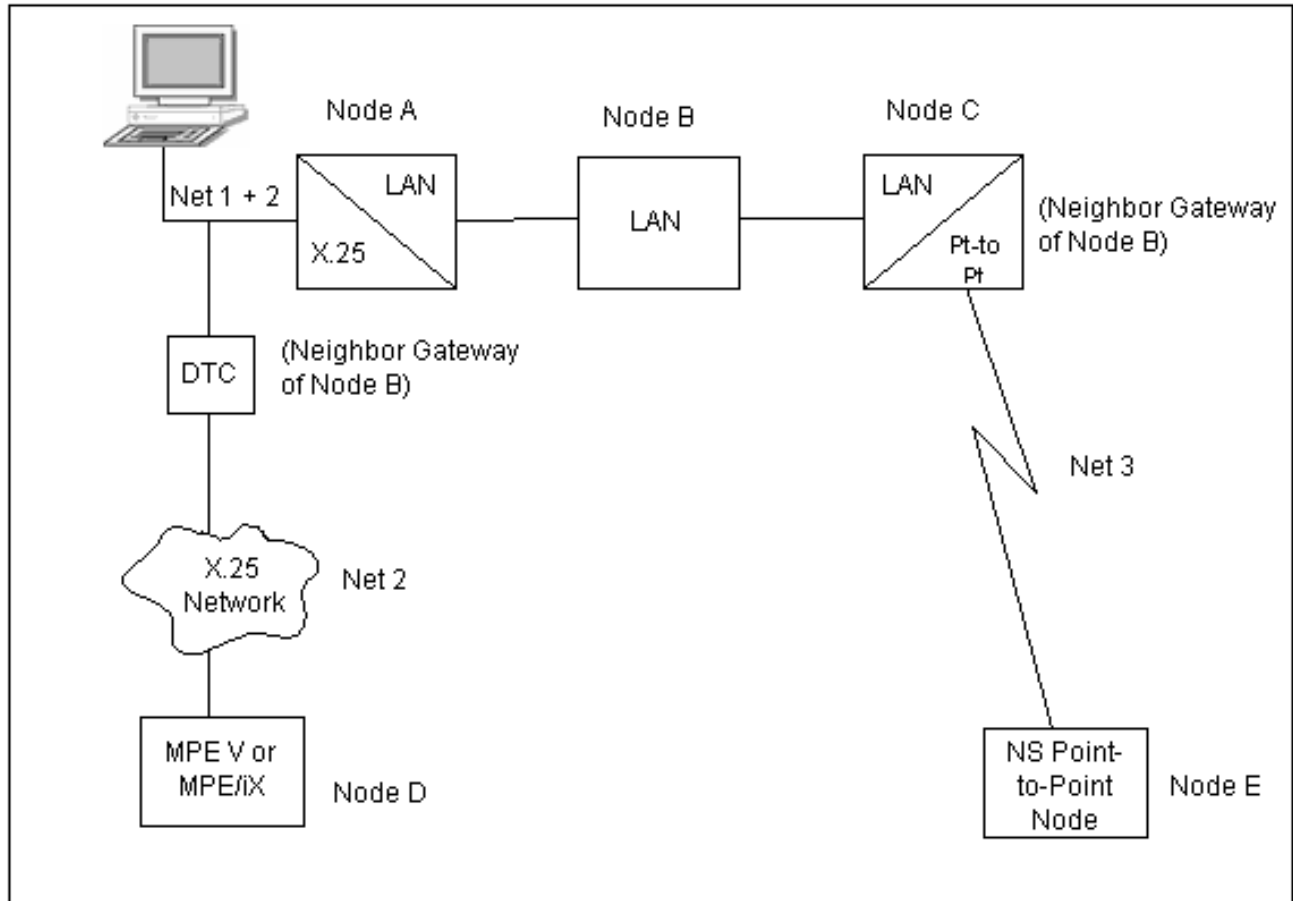 Node A
Node B
Node C
Net 1 + 2
LAN
X.25
LAN
LAN
Pt-to
Pt
(Neighbor Gateway
of Node B)
DTC
(Neighbor Gateway
of Node B)
Net 3
X.25
Network
Net 2
MPE V or
MPE/iX
Node D
NS Point-
to-Point
Node
Node E